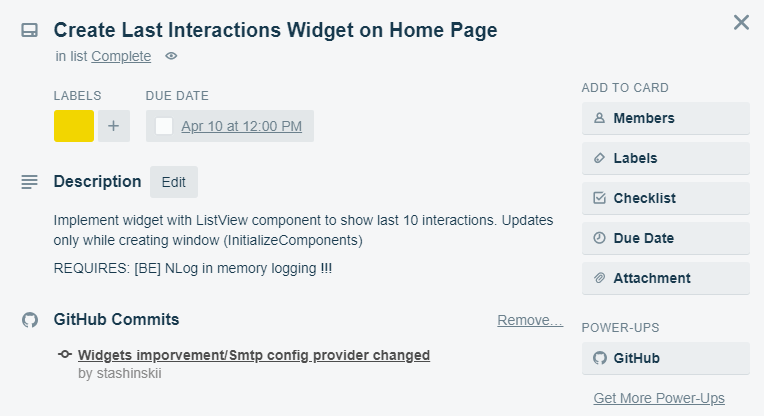 Create Last Interactions Widget on Home Page
in list Complete
LABELS
DUE DATE
+
Apr 10 at 12:00 PM
Description
Edit
Implement widget with ListView component to show last 10 interactions. Updates
only while creating window (InitializeComponents)
REQUIRES: [BE] NLog in memory logging !!!
GitHub Commits
Remove…
Widgets imporvement/Smtp config provider changed
by stashinskii
ADD TO CARD
Members
Labels
Checklist
Due Date
Attachment
POWER-UPS
GitHub
Get More Power-Ups